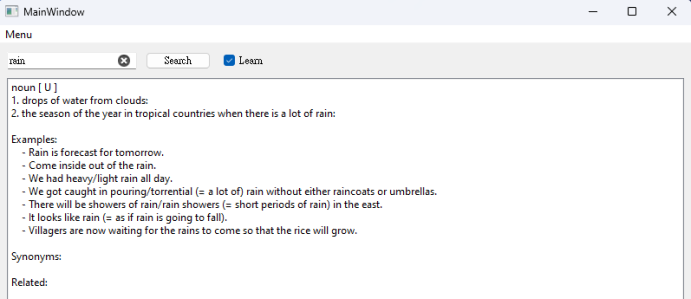 MainWindow
Menu
rain Search Learn
noun [ U ]
1. drops of water from clouds:
2. the season of the year in tropical countries when there is a lot of rain:
Examples:
- Rain is forecast for tomorrow.
- Come inside out of the rain.
- We had heavy/light rain all day.
- We got caught in pouring/torrential (= a lot of) rain without either raincoats or umbrellas.
- There will be showers of rain/rain showers (= short periods of rain) in the east.
- It looks like rain (= as if rain is going to fall).
- Villagers are now waiting for the rains to come so that the rice will grow.
Synonyms:
Related: